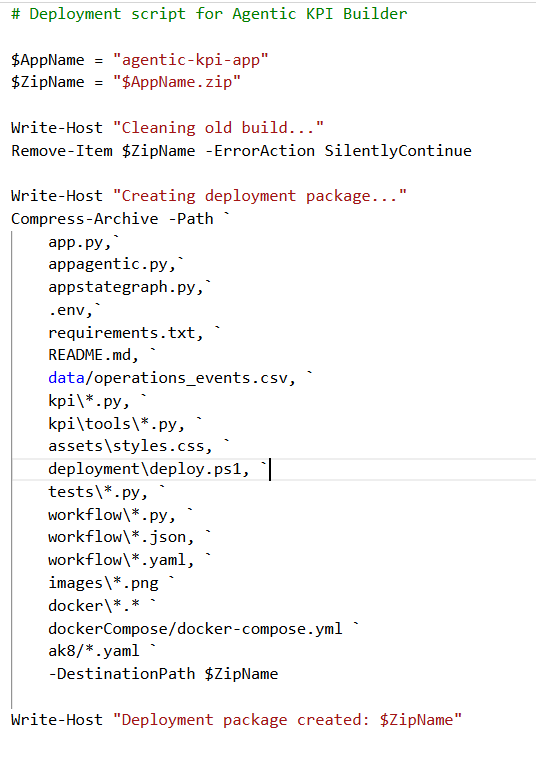 # Deployment script for Agentic KPI Builder
$AppName = "agentic-kpi-app"
$ZipName = "$AppName.zip"
Write-Host "Cleaning old build..."
Remove-Item $ZipName -ErrorAction SilentlyContinue
Write-Host "Creating deployment package..."
Compress-Archive -Path `
app.py,`
appagentic.py,`
appstategraph.py,`
.env,`
requirements.txt, `
README.md, `
data/operations_events.csv, `
kpi\*.py, `
kpi\tools\*.py, `
assets\styles.css, `
deployment\deploy.ps1, `
tests\*.py, `
workflow\*.py, `
workflow\*.json, `
workflow\*.yaml, `
images\*.png `
docker\*.* `
dockerCompose/docker-compose.yml `
ak8/*.yaml `
-DestinationPath $ZipName
Write-Host "Deployment package created: $ZipName"